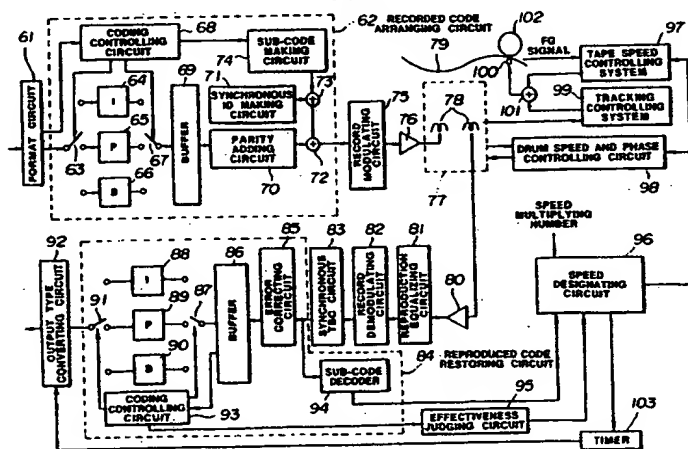 CODING CONTROLLING CIRCUIT
68
62
RECORDED CODE ARRANGING CIRCUIT
102
79
FG SIGNAL
TAPE SPEED CONTROLLING SYSTEM
97
61
FORMAT CIRCUIT
74
SUB-CODE MAKING CIRCUIT
100
64
I
69
71
SYNCHRONOUS ID MAKING CIRCUIT
73
75
78
101
99
TRACKING CONTROLLING SYSTEM
65
P
67
63
BUFFER
PARITY ADDING CIRCUIT
70
72
RECORD MODULATING CIRCUIT
76
77
DRUM SPEED AND PHASE CONTROLLING CIRCUIT
98
66
B
SPEED MULTIPLYING NUMBER
92
OUTPUT TYPE CONVERTING CIRCUIT
88
I
91
89
P
87
86
BUFFER
85
ERROR CORRECTING CIRCUIT
83
SYNCHRONOUS TBC CIRCUIT
82
RECORD DEMODULATING CIRCUIT
81
REPRODUCTION EQUALIZING CIRCUIT
80
96
SPEED DESIGNATING CIRCUIT
90
B
84
REPRODUCED CODE RESTORING CIRCUIT
CODING CONTROLLING CIRCUIT
93
SUB-CODE DECODER
94
95
EFFECTIVENESS JUDGING CIRCUIT
103
TIMER